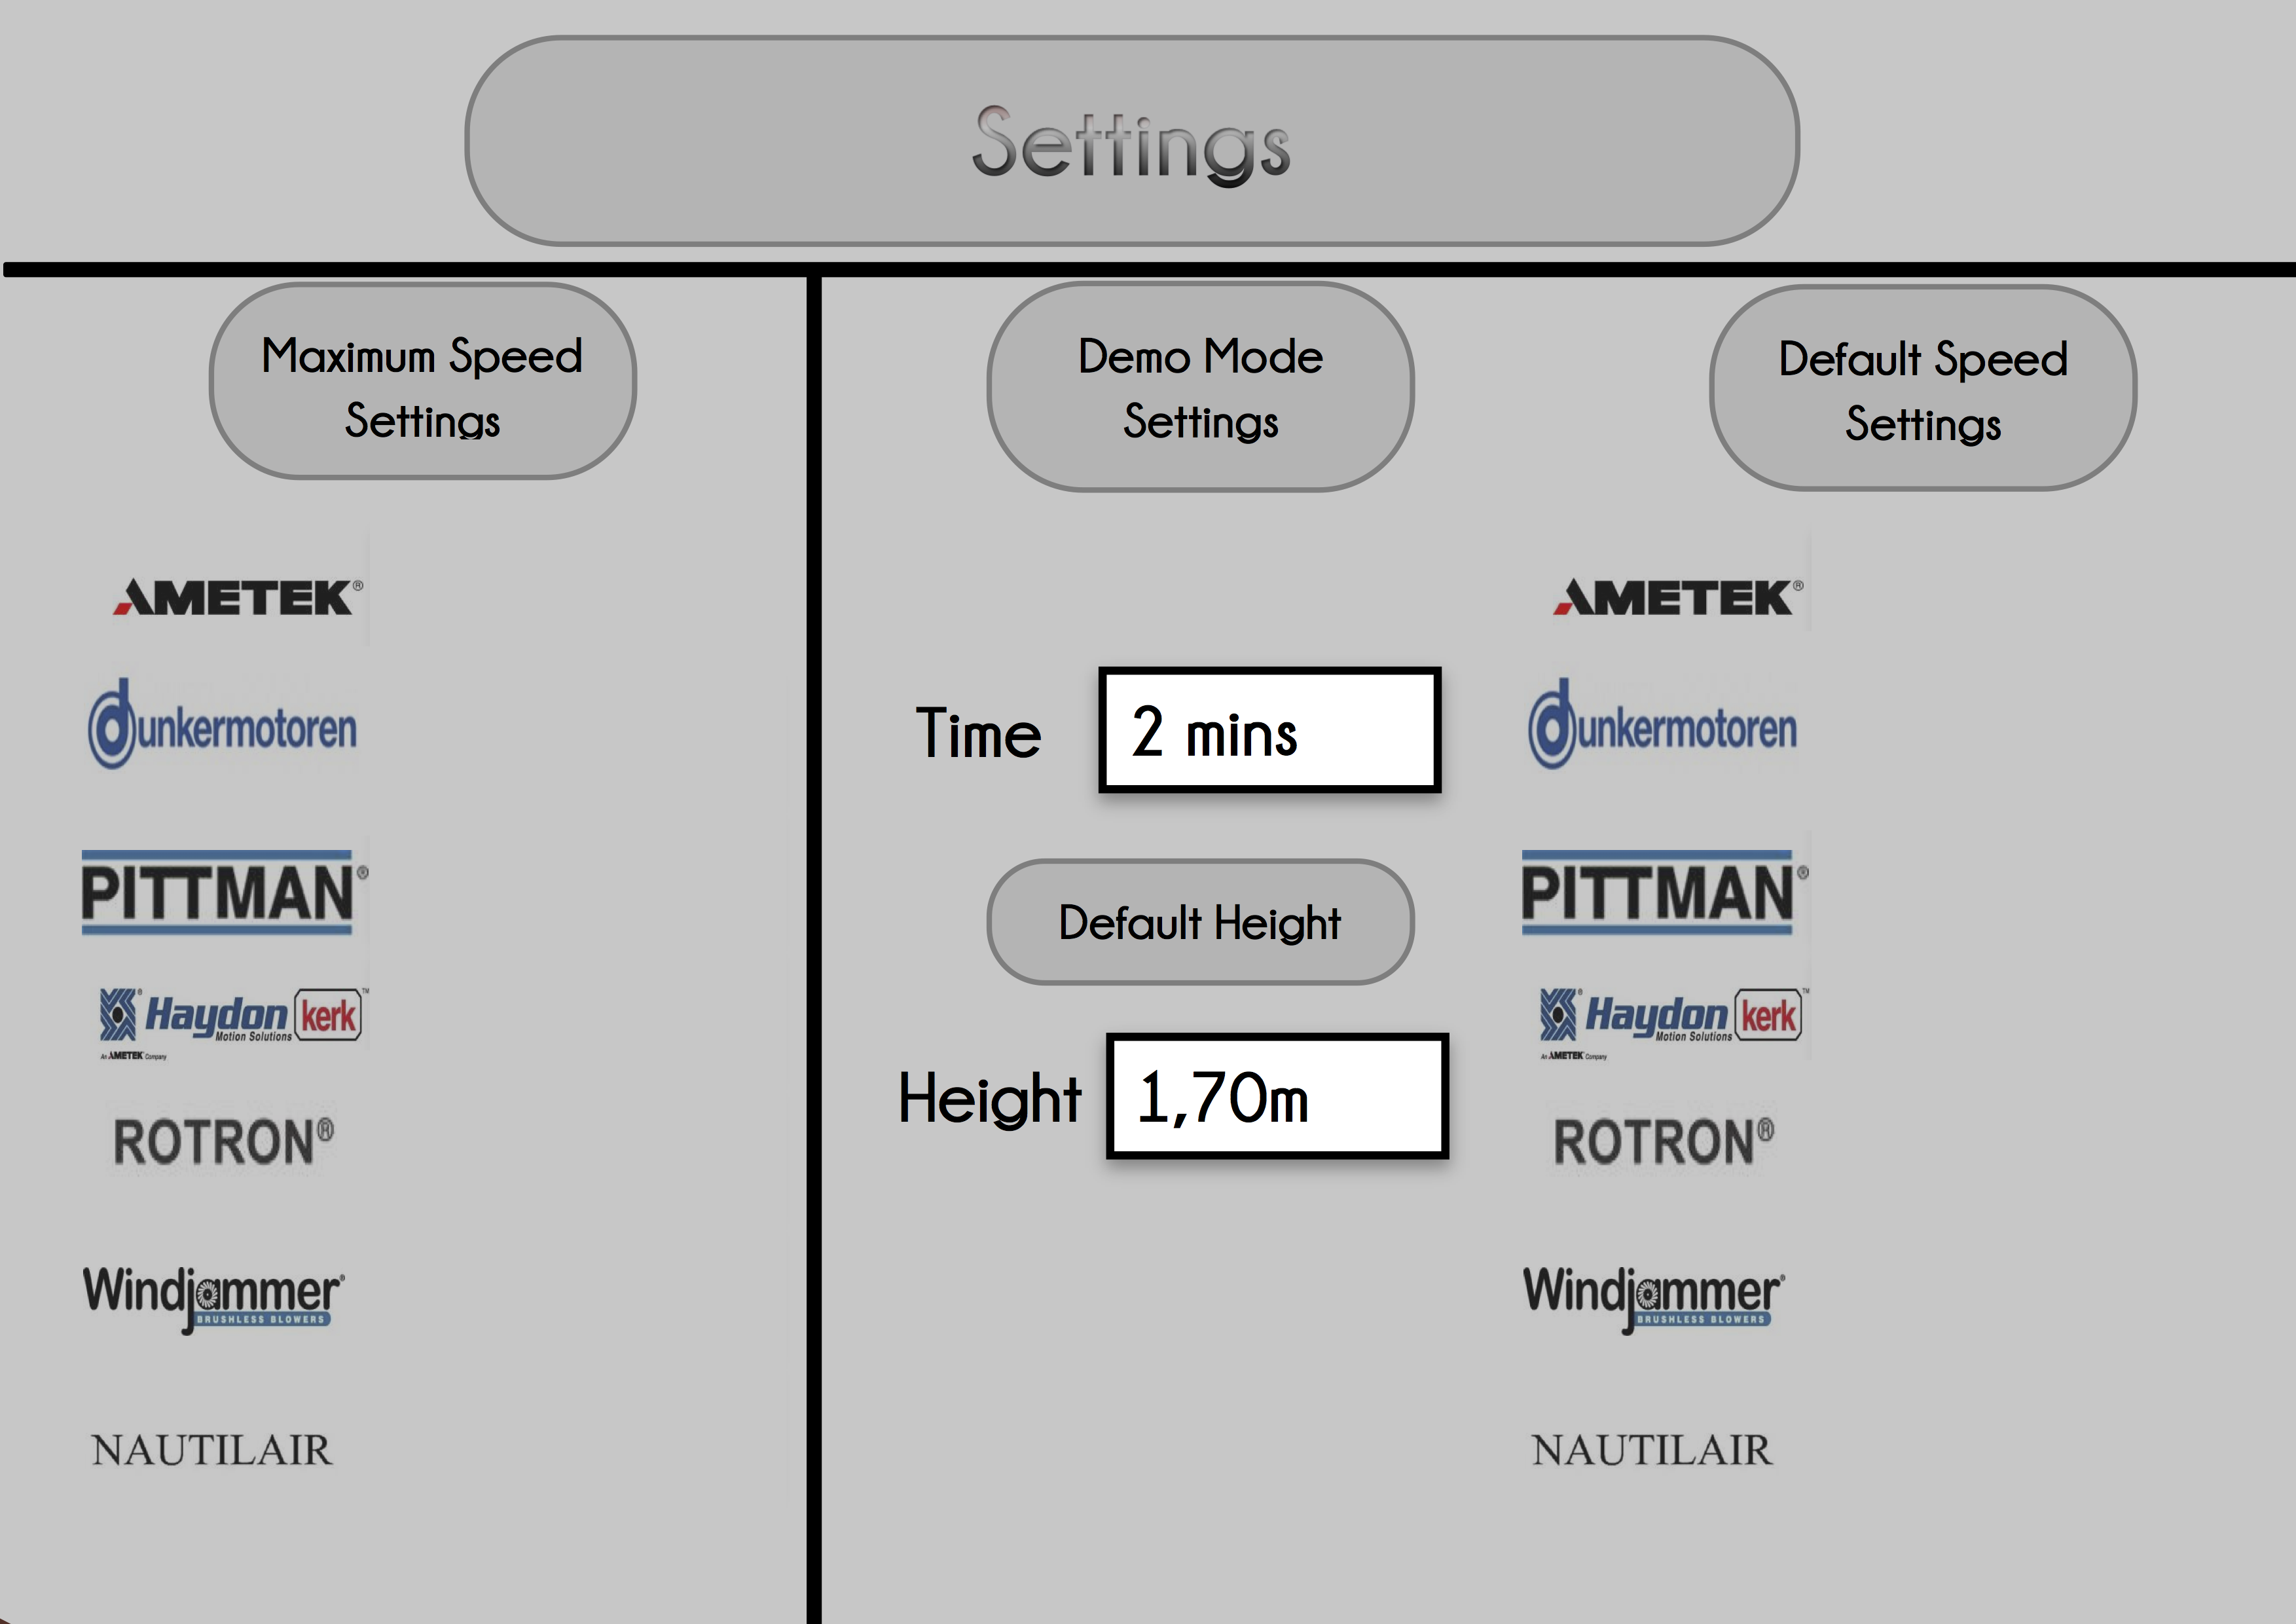 Settings
Maximum Speed
Settings
AMETEK®
dunkermotoren
PITTMAN®
Haydon kerk™
Motion Solutions
An AMETEK Company
ROTRON®
Windjammer®
BRUSHLESS BLOWERS
NAUTILAIR
Demo Mode
Settings
Time 2 mins
Default Height
Height 1,70m
Default Speed
Settings
AMETEK®
dunkermotoren
PITTMAN®
Haydon kerk™
Motion Solutions
An AMETEK Company
ROTRON®
Windjammer®
BRUSHLESS BLOWERS
NAUTILAIR